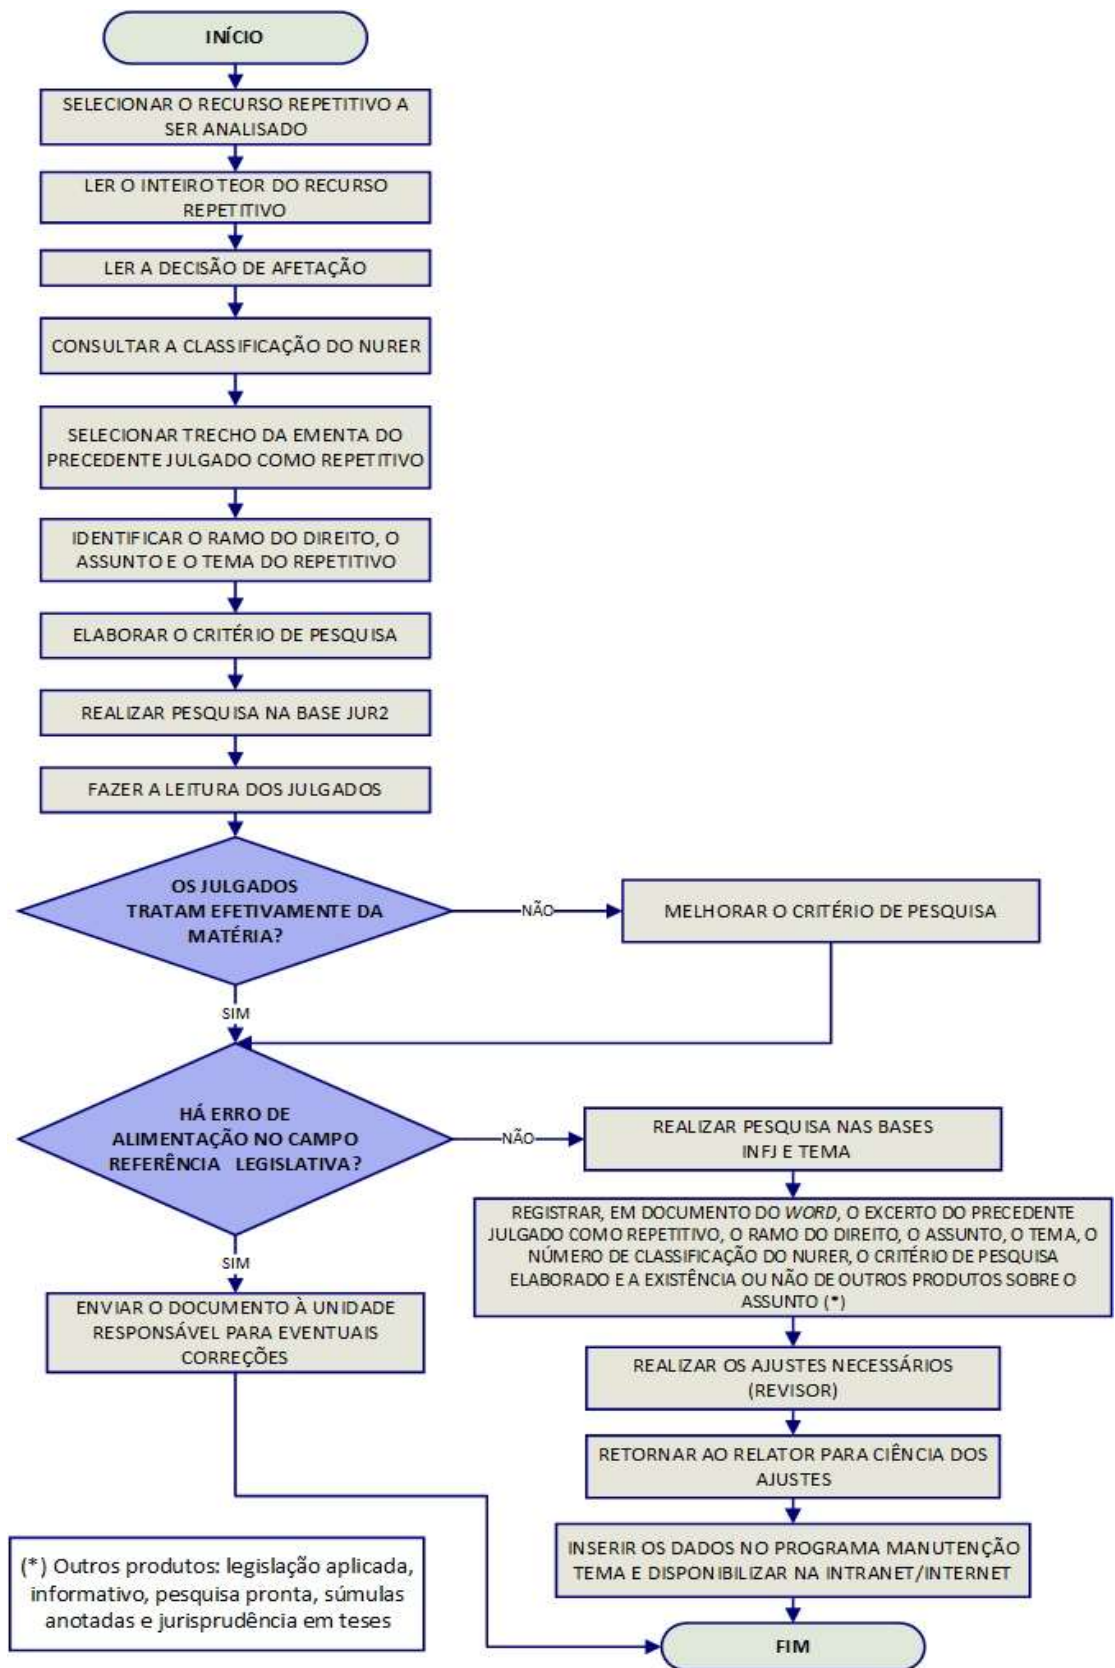 INÍCIO
SELECIONAR O RECURSO REPETITIVO A
SER ANALISADO
LER O INTEIRO TEOR DO RECURSO
REPETITIVO
LER A DECISÃO DE AFETAÇÃO
CONSULTAR A CLASSIFICAÇÃO DO NURER
SELECIONAR TRECHO DA EMENTA DO
PRECEDENTE JULGADO COMO REPETITIVO
IDENTIFICAR O RAMO DO DIREITO, O
ASSUNTO E O TEMA DO REPETITIVO
ELABORAR O CRITÉRIO DE PESQUISA
REALIZAR PESQUISA NA BASE JUR2
FAZER A LEITURA DOS JULGADOS
OS JULGADOS
TRATAM EFETIVAMENTE DA
MATÉRIA?
NÃO
MELHORAR O CRITÉRIO DE PESQUISA
SIM
HÁ ERRO DE
ALIMENTAÇÃO NO CAMPO
REFERÊNCIA LEGISLATIVA?
NÃO
REALIZAR PESQUISA NAS BASES
INFJ E TEMA
REGISTRAR, EM DOCUMENTO DO WORD, O EXCERTO DO PRECEDENTE
JULGADO COMO REPETITIVO, O RAMO DO DIREITO, O ASSUNTO, O TEMA, O
NÚMERO DE CLASSIFICAÇÃO DO NURER, O CRITÉRIO DE PESQUISA
ELABORADO E A EXISTÊNCIA OU NÃO DE OUTROS PRODUTOS SOBRE O
ASSUNTO (*)
SIM
ENVIAR O DOCUMENTO À UNIDADE
RESPONSÁVEL PARA EVENTUAIS
CORREÇÕES
REALIZAR OS AJUSTES NECESSÁRIOS
(REVISOR)
RETORNAR AO RELATOR PARA CIÊNCIA DOS
AJUSTES
INSERIR OS DADOS NO PROGRAMA MANUTENÇÃO
TEMA E DISPONIBILIZAR NA INTRANET/INTERNET
(*) Outros produtos: legislação aplicada,
informativo, pesquisa pronta, súmulas
anotadas e jurisprudência em teses
FIM